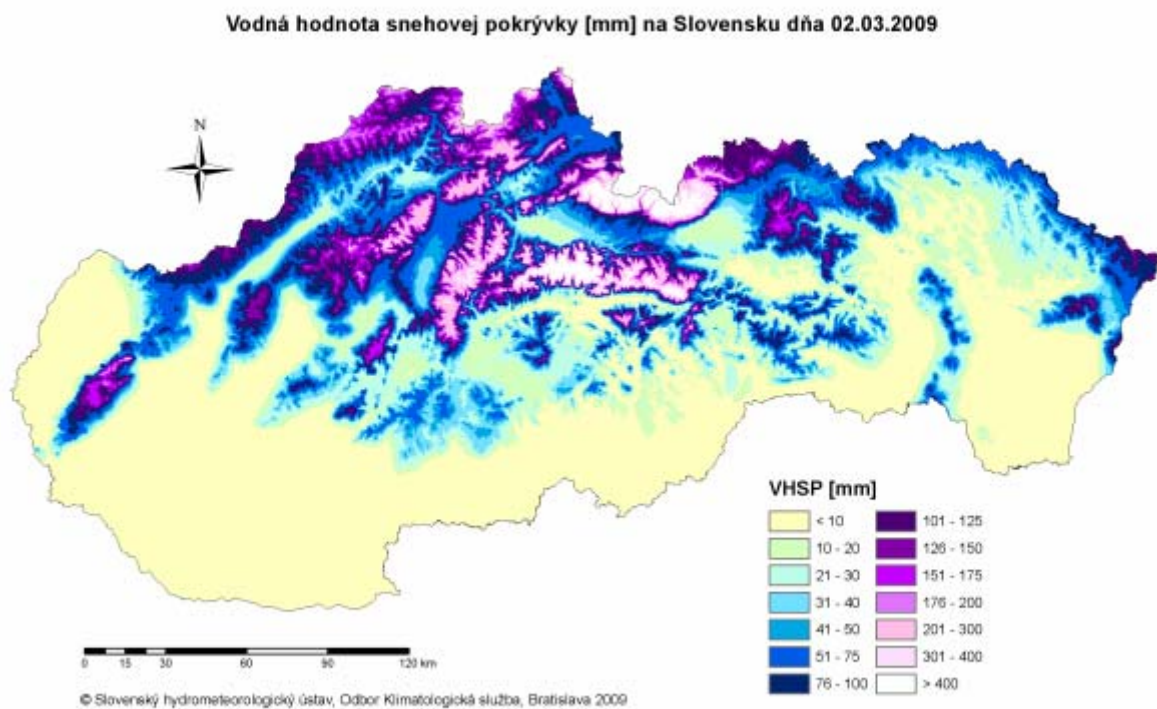 Vodná hodnota snehovej pokrývky [mm] na Slovensku dňa 02.03.2009
N
VHSP [mm]
< 10
10 - 20
21 - 30
31 - 40
41 - 50
51 - 75
76 - 100
101 - 125
126 - 150
151 - 175
176 - 200
201 - 300
301 - 400
> 400
0 15 30 60 90 120 km
© Slovenský hydrometeorologický ústav, Odbor Klimatologická služba, Bratislava 2009